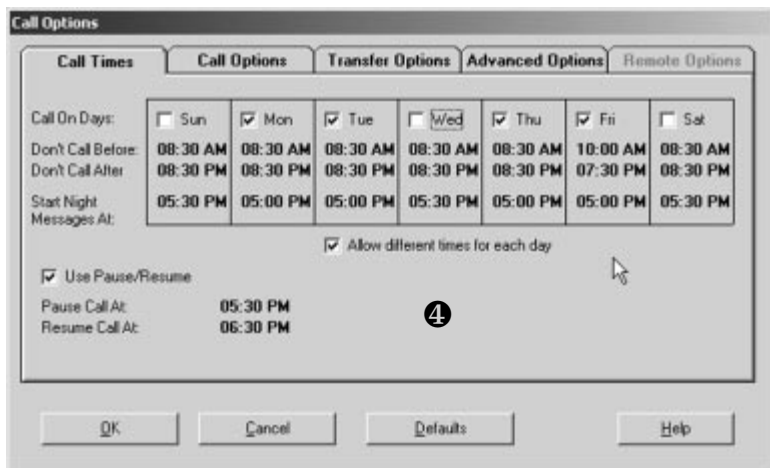 Call Options
Call Times Call Options Transfer Options Advanced Options Remote Options
Call On Days: Sun Mon Tue Wed Thu Fri Sat
Don't Call Before: 08:30 AM 08:30 AM 08:30 AM 08:30 AM 08:30 AM 10:00 AM 08:30 AM
Don't Call After 08:30 PM 08:30 PM 08:30 PM 08:30 PM 08:30 PM 07:30 PM 08:30 PM
Start Night 05:30 PM 05:00 PM 05:00 PM 05:30 PM 05:00 PM 05:00 PM 05:30 PM
Messages At:
Allow different times for each day
Use Pause/Resume
Pause Call At: 05:30 PM
Resume Call At: 06:30 PM
4
OK Cancel Defaults Help